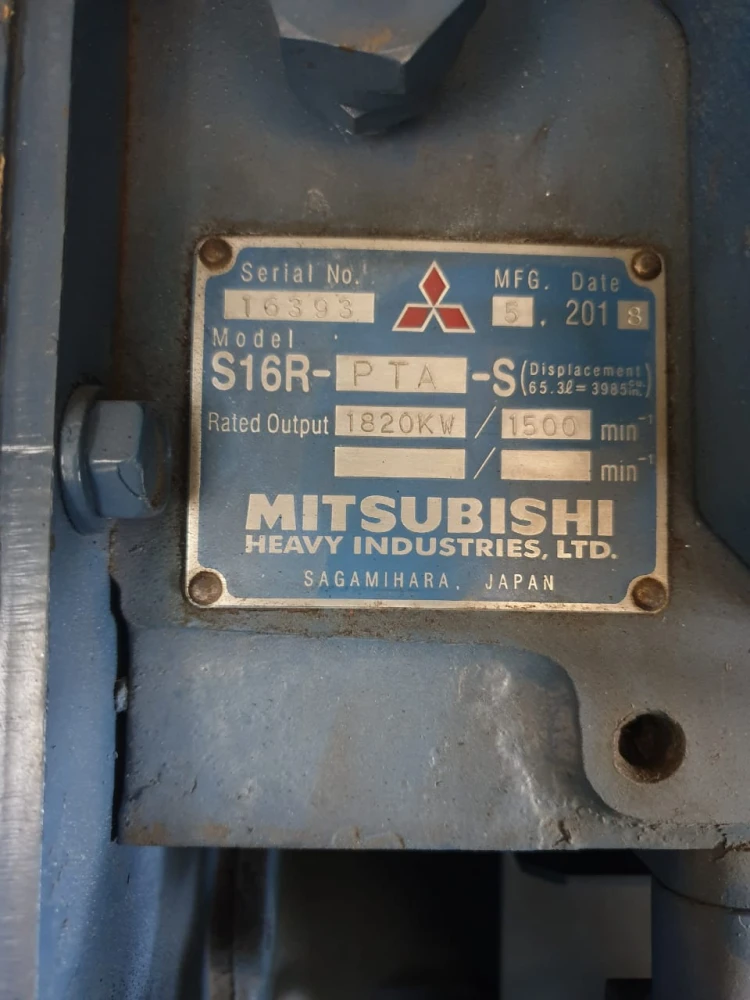 Serial No. MFG. Date
16393 5. 2018
Model
S16R-PTA-S (Displacement 65.3ℓ=3985cu.in.)
Rated Output 1820KW / 1500 min⁻¹
/ min⁻¹
MITSUBISHI
HEAVY INDUSTRIES, LTD.
SAGAMIHARA, JAPAN